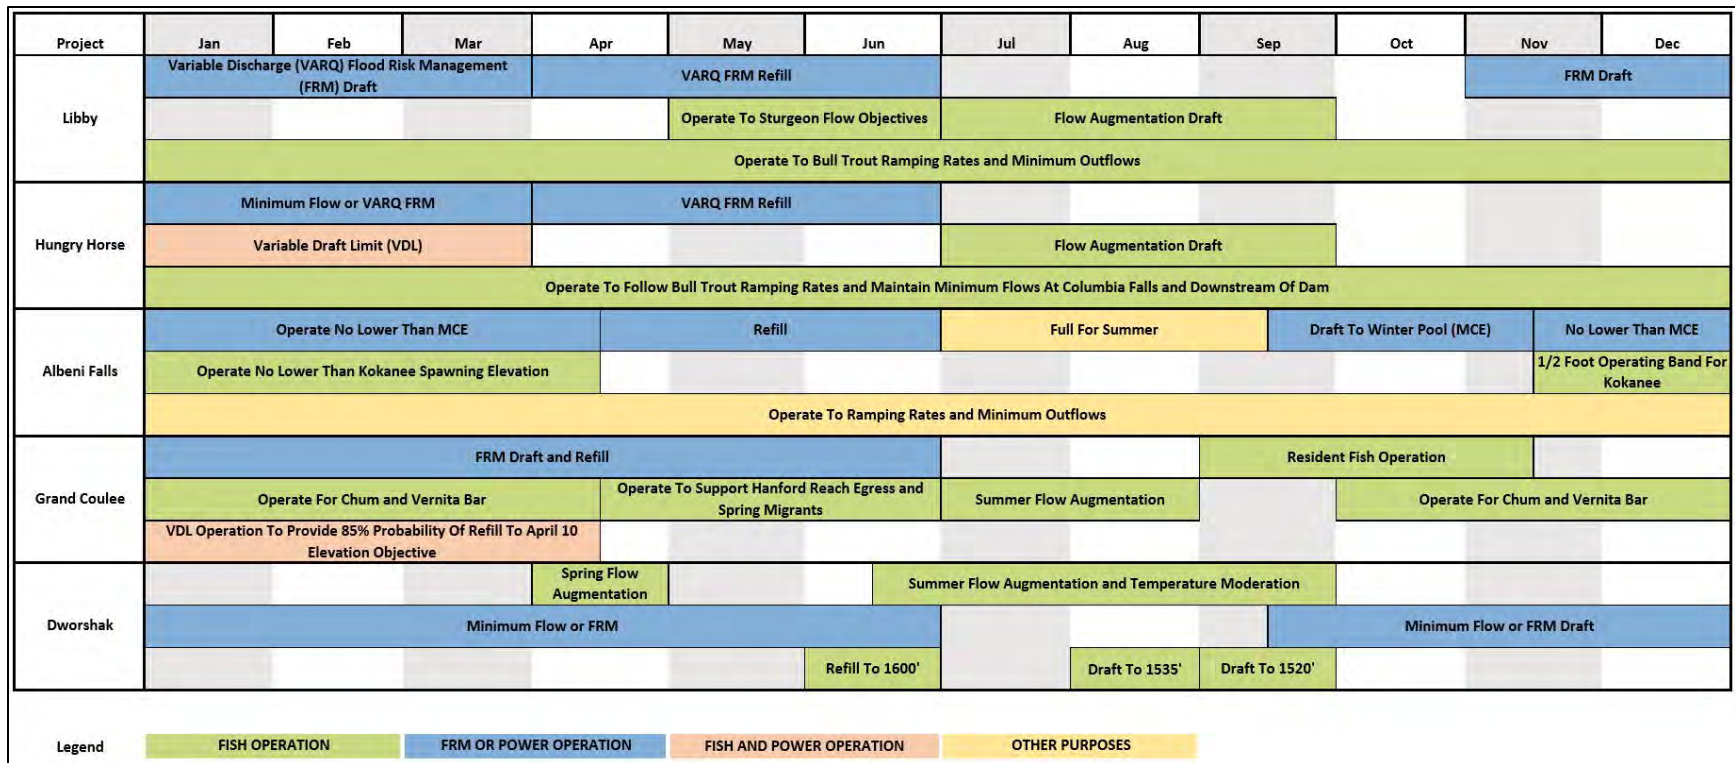 Project Jan Feb Mar Apr May Jun Jul Aug Sep Oct Nov Dec
Libby
Variable Discharge (VARQ) Flood Risk Management
(FRM) Draft
VARQ FRM Refill
FRM Draft
Operate To Sturgeon Flow Objectives
Flow Augmentation Draft
Operate To Bull Trout Ramping Rates and Minimum Outflows
Hungry Horse
Minimum Flow or VARQ FRM
VARQ FRM Refill
Variable Draft Limit (VDL)
Flow Augmentation Draft
Operate To Follow Bull Trout Ramping Rates and Maintain Minimum Flows At Columbia Falls and Downstream Of Dam
Albeni Falls
Operate No Lower Than MCE
Refill
Full For Summer
Draft To Winter Pool (MCE)
No Lower Than MCE
Operate No Lower Than Kokanee Spawning Elevation
1/2 Foot Operating Band For
Kokanee
Operate To Ramping Rates and Minimum Outflows
Grand Coulee
FRM Draft and Refill
Resident Fish Operation
Operate For Chum and Vernita Bar
Operate To Support Hanford Reach Egress and
Spring Migrants
Summer Flow Augmentation
Operate For Chum and Vernita Bar
VDL Operation To Provide 85% Probability Of Refill To April 10
Elevation Objective
Dworshak
Spring Flow
Augmentation
Summer Flow Augmentation and Temperature Moderation
Minimum Flow or FRM
Minimum Flow or FRM Draft
Refill To 1600'
Draft To 1535'
Draft To 1520'
Legend
FISH OPERATION
FRM OR POWER OPERATION
FISH AND POWER OPERATION
OTHER PURPOSES